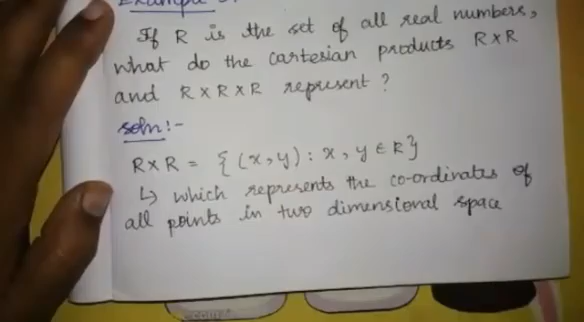 Example
If R is the set of all real numbers,
what do the cartesian products R×R
and R×R×R represent ?
soln:-
R×R = { (x,y) : x, y ∈ R}
↳ which represents the co-ordinates of
all points in two dimensional space